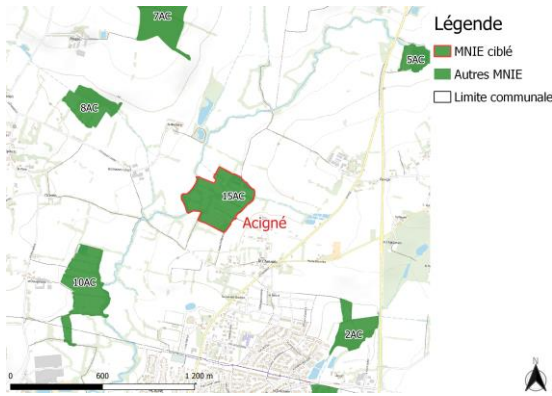 7AC
Légende
MNIE ciblé
5AC
Autres MNIE
8AC
Limite communale
15AC
Acigné
10AC
2AC
0 600 1 200 m
N